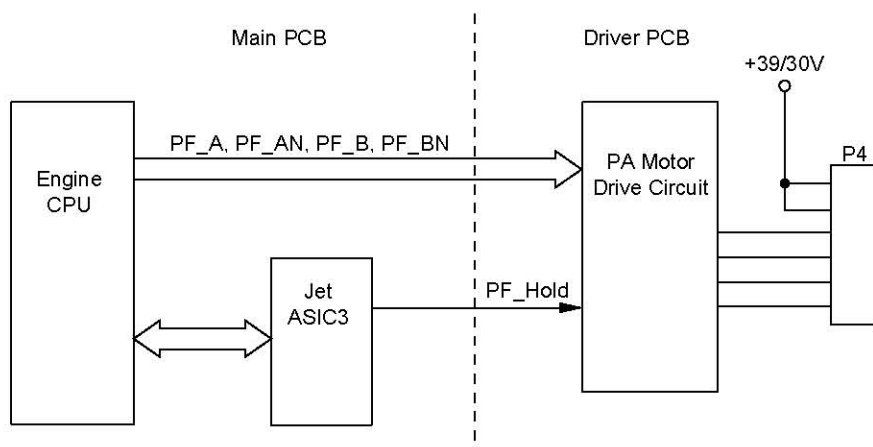 Main PCB
Driver PCB
+39/30V
PF_A, PF_AN, PF_B, PF_BN
Engine
CPU
PA Motor
Drive Circuit
P4
Jet
ASIC3
PF_Hold